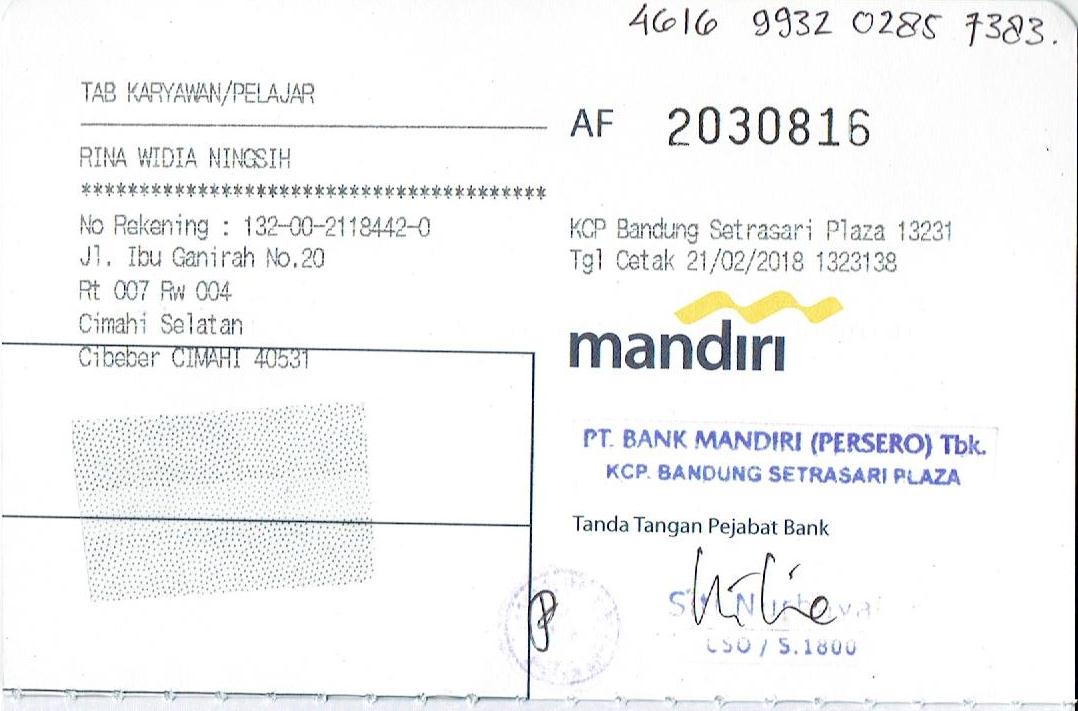 4616 9932 0285 7383.
TAB KARYAWAN/PELAJAR
AF 2030816
RINA WIDIA NINGSIH
****************************************
No Rekening : 132-00-2118442-0
Jl. Ibu Ganirah No.20
Rt 007 Rw 004
Cimahi Selatan
Cibeber CIMAHI 40531
KCP Bandung Setrasari Plaza 13231
Tgl Cetak 21/02/2018 1323138
mandiri
PT. BANK MANDIRI (PERSERO) Tbk.
KCP. BANDUNG SETRASARI PLAZA
Tanda Tangan Pejabat Bank
CSO / S.1800